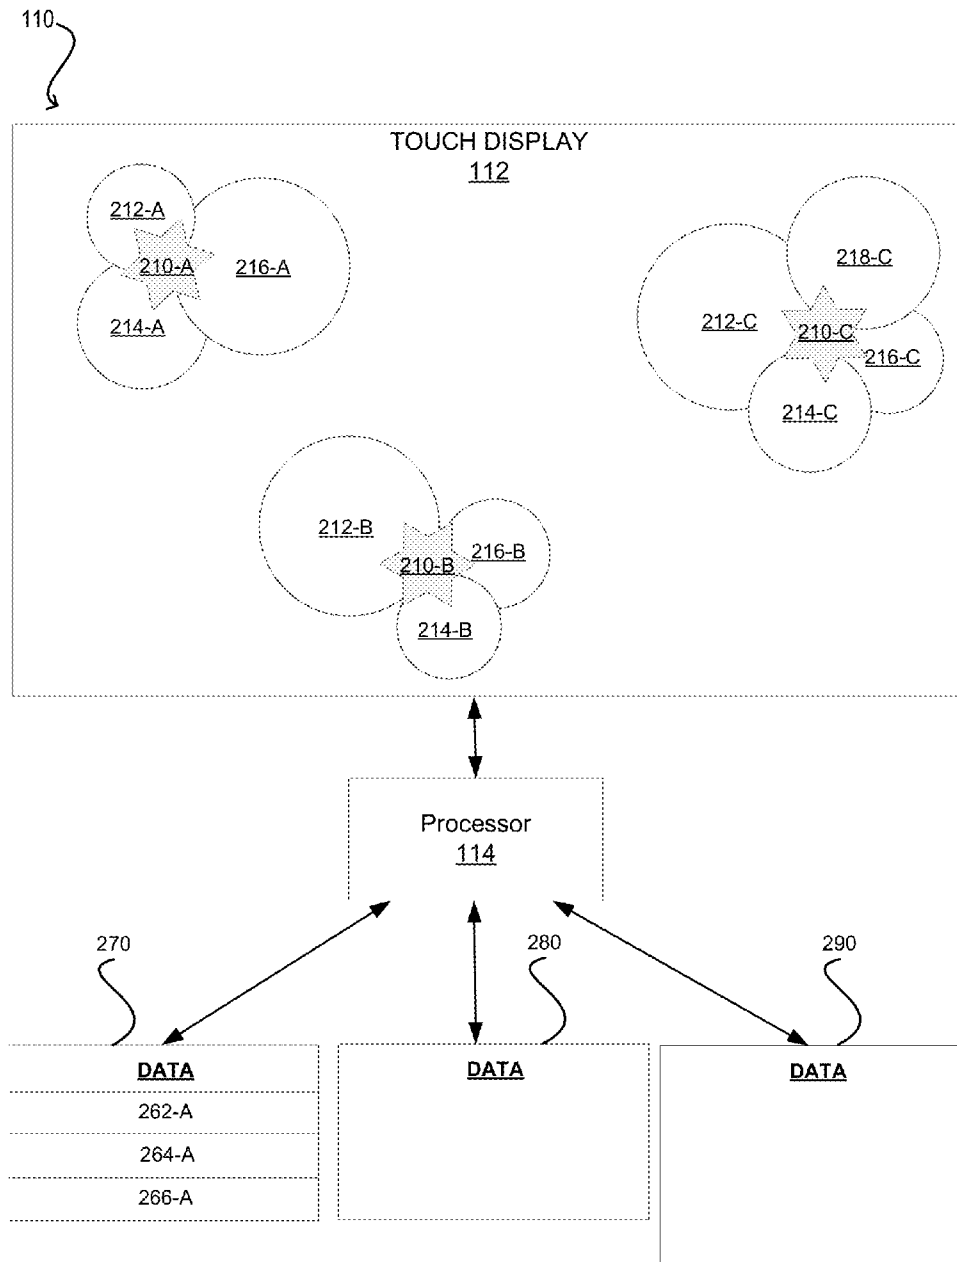 110
TOUCH DISPLAY
112
212-A
210-A
216-A
214-A
218-C
212-C
210-C
216-C
214-C
212-B
216-B
210-B
214-B
Processor
114
270
280
290
DATA
262-A
264-A
266-A
DATA
DATA